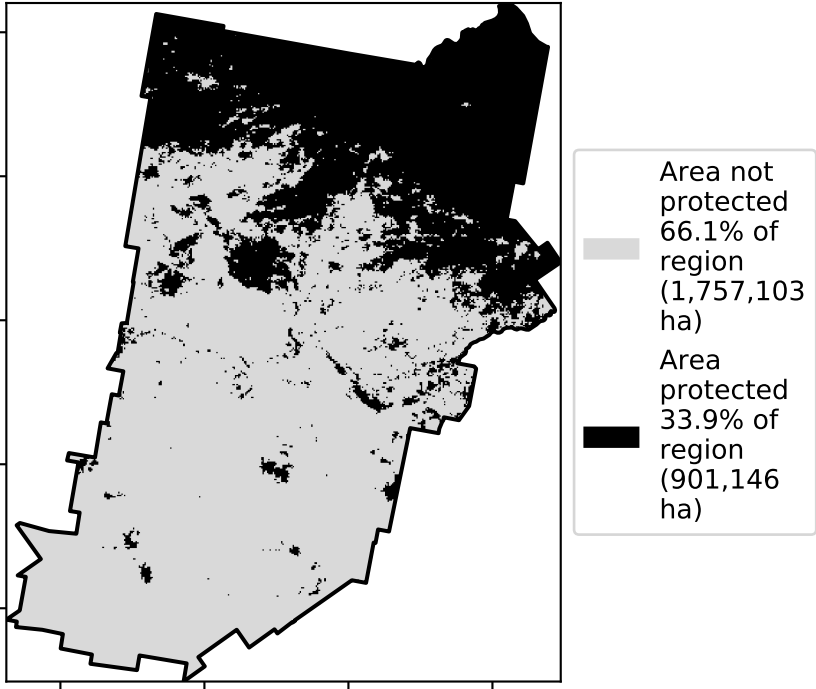 Area not
protected
66.1% of
region
(1,757,103
ha)
Area
protected
33.9% of
region
(901,146
ha)